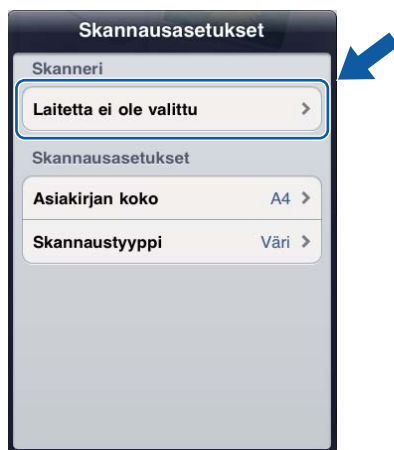 Skannausasetukset
Skanneri
Laitetta ei ole valittu
Skannausasetukset
Asiakirjan koko A4
Skannaustyyppi Väri